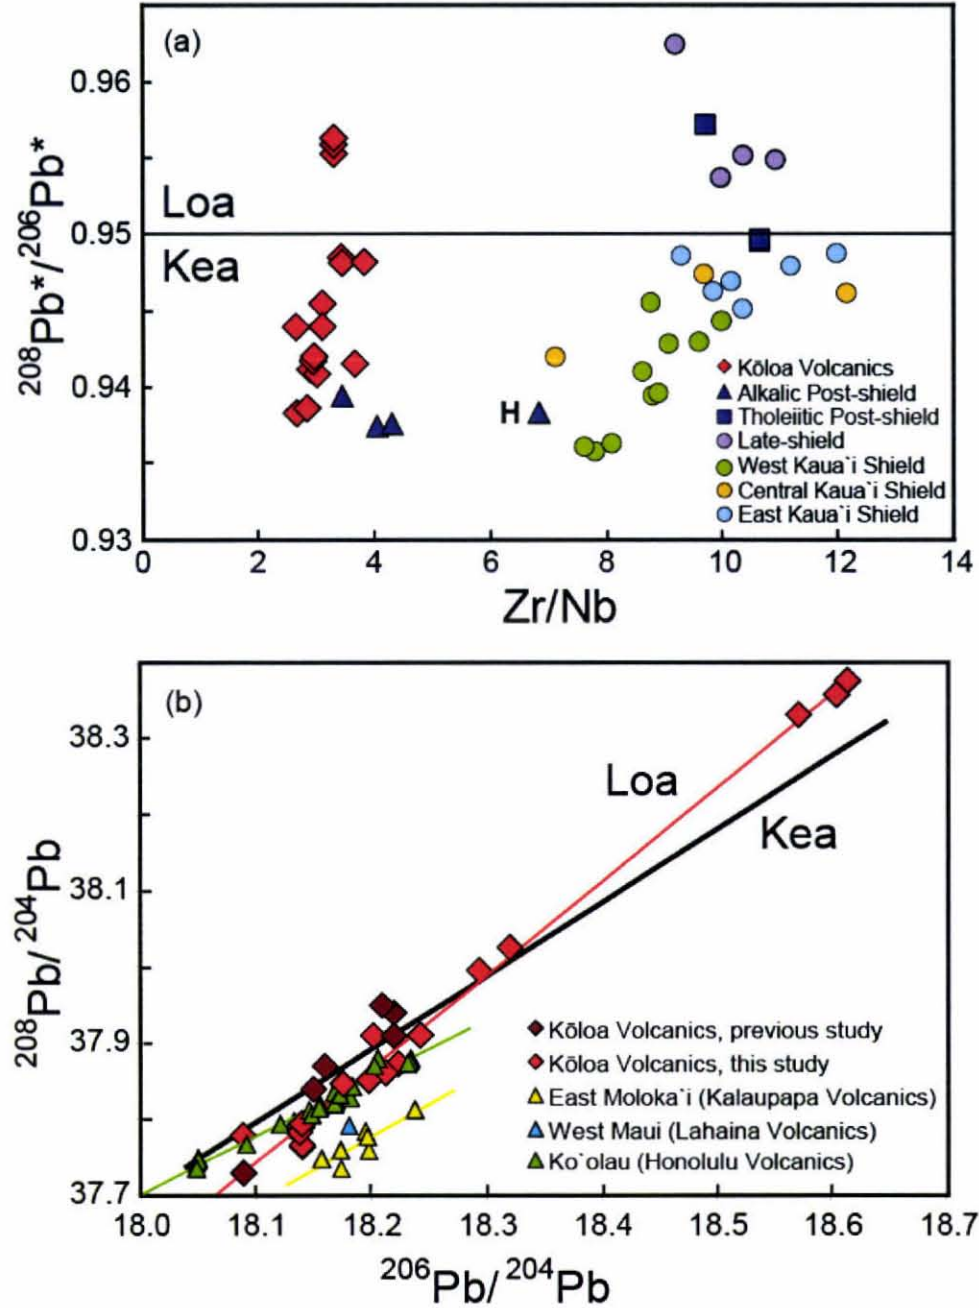 (a)
0.96
Loa
0.95
Kea
208Pb*/206Pb*
0.94
H
Kōloa Volcanics
Alkalic Post-shield
Tholeiitic Post-shield
Late-shield
West Kaua`i Shield
Central Kaua`i Shield
East Kaua`i Shield
0.93
0 2 4 6 8 10 12 14
Zr/Nb
(b)
38.3
Loa
Kea
38.1
208Pb/ 204Pb
37.9
Kōloa Volcanics, previous study
Kōloa Volcanics, this study
East Moloka`i (Kalaupapa Volcanics)
West Maui (Lahaina Volcanics)
Ko`olau (Honolulu Volcanics)
37.7
18.0 18.1 18.2 18.3 18.4 18.5 18.6 18.7
206Pb/ 204Pb